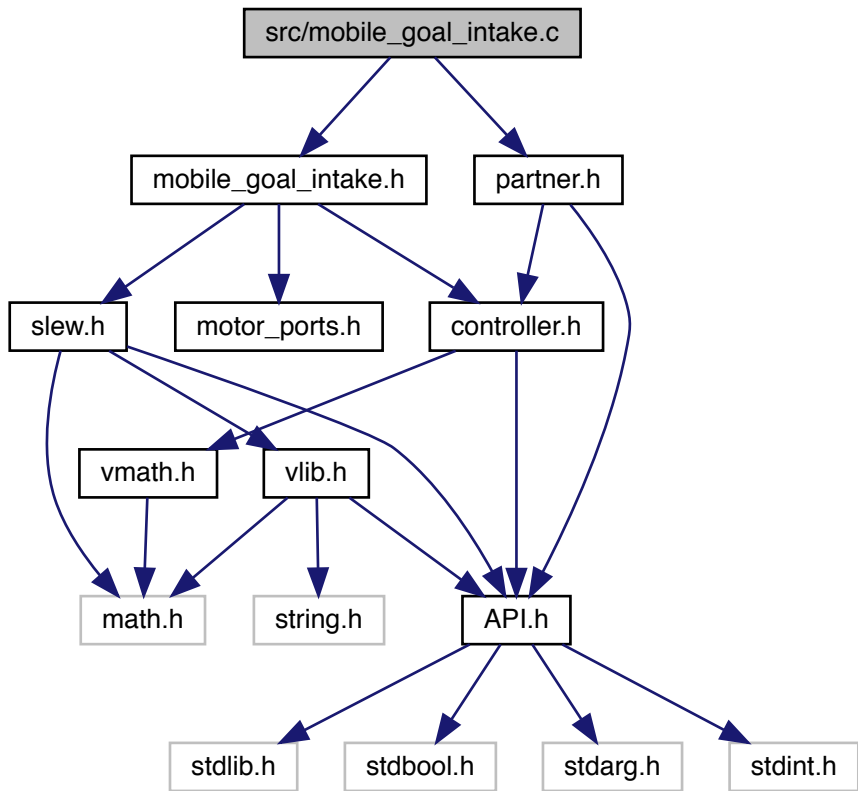 src/mobile_goal_intake.c
mobile_goal_intake.h
partner.h
slew.h
motor_ports.h
controller.h
vmath.h
vlib.h
math.h
string.h
API.h
stdlib.h
stdbool.h
stdarg.h
stdint.h